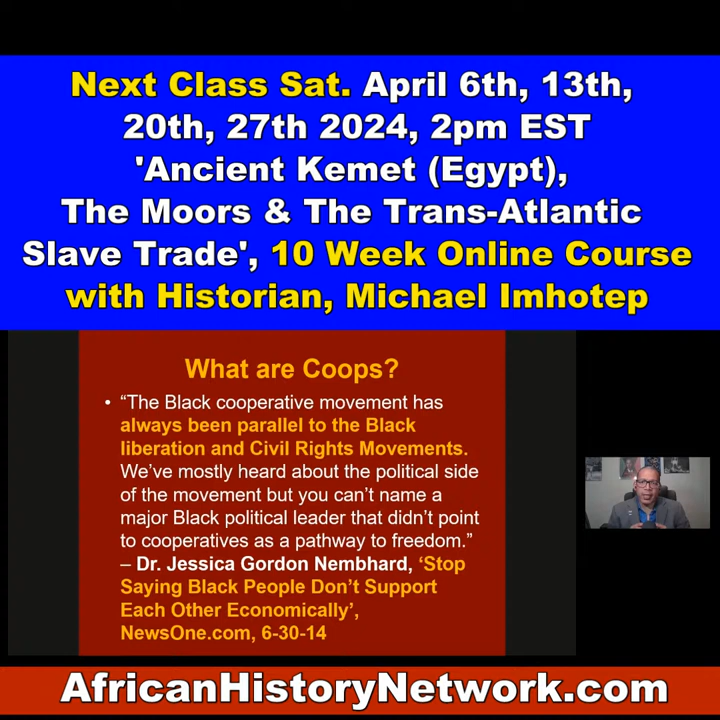 Next Class Sat. April 6th, 13th,
20th, 27th 2024, 2pm EST
'Ancient Kemet (Egypt),
The Moors & The Trans-Atlantic
Slave Trade', 10 Week Online Course
with Historian, Michael Imhotep
What are Coops?
• “The Black cooperative movement has
always been parallel to the Black
liberation and Civil Rights Movements.
We’ve mostly heard about the political side
of the movement but you can’t name a
major Black political leader that didn’t point
to cooperatives as a pathway to freedom.”
– Dr. Jessica Gordon Nembhard, ‘Stop
Saying Black People Don’t Support
Each Other Economically’,
NewsOne.com, 6-30-14
AfricanHistoryNetwork.com